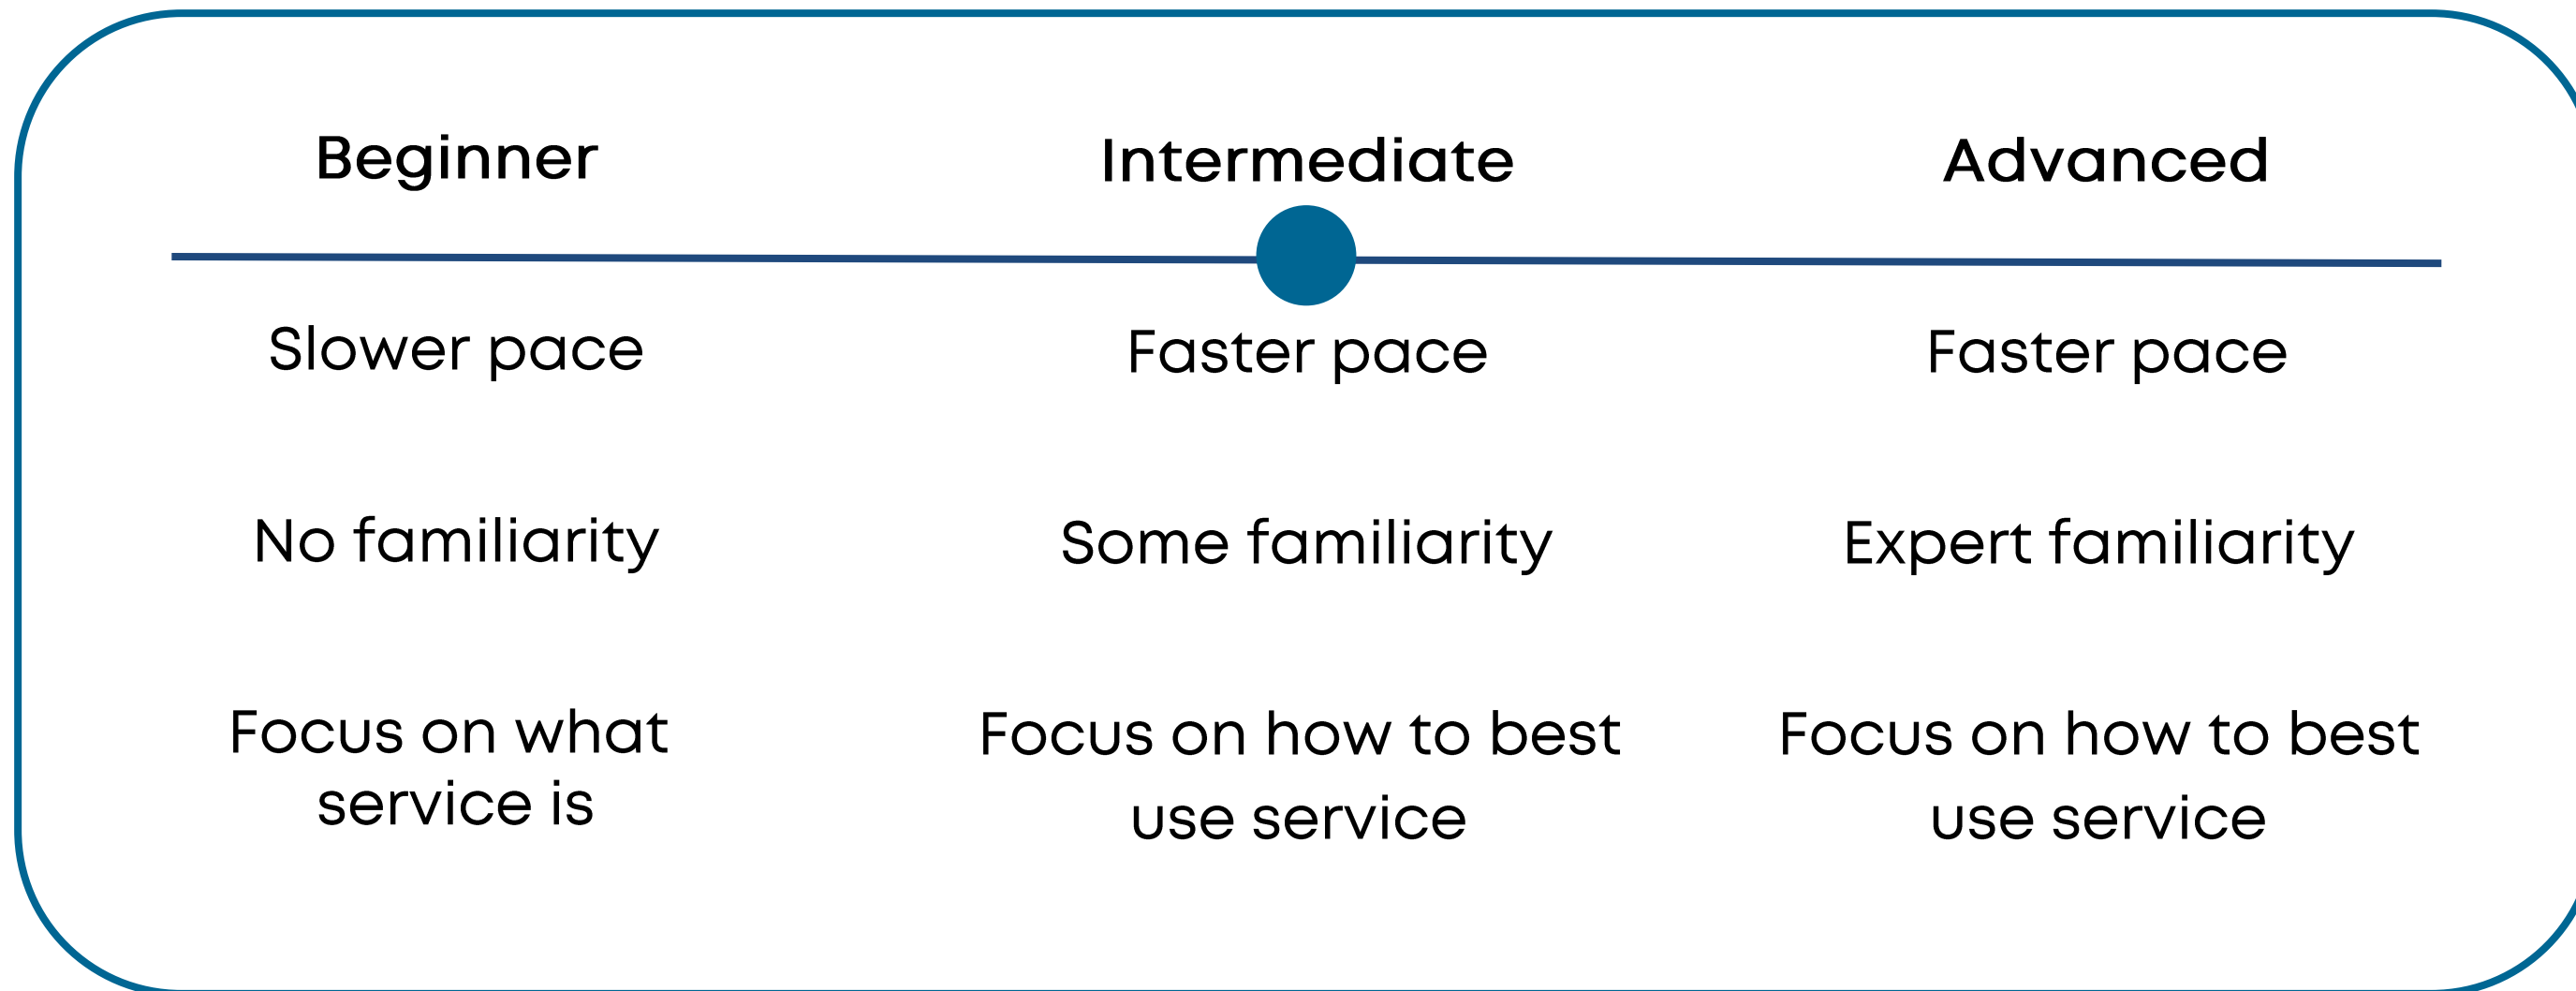 Beginner
Intermediate
Advanced
Slower pace
Faster pace
Faster pace
No familiarity
Some familiarity
Expert familiarity
Focus on what
service is
Focus on how to best
use service
Focus on how to best
use service